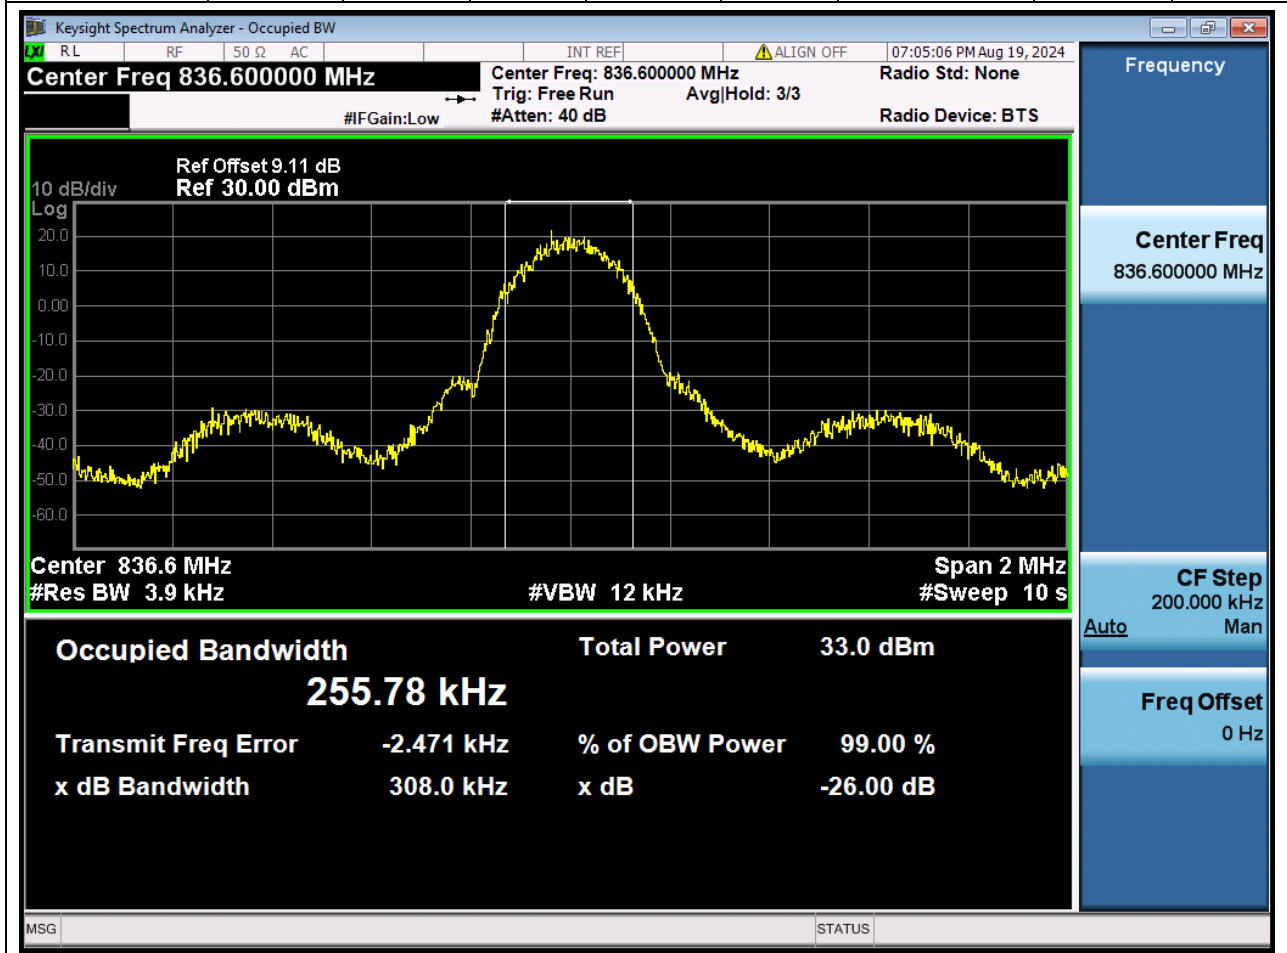 Keysight Spectrum Analyzer - Occupied BW
LXI RL RF 50 Ω AC INT REF ALIGN OFF 07:05:06 PM Aug 19, 2024
Center Freq 836.600000 MHz
Center Freq: 836.600000 MHz
Radio Std: None
Trig: Free Run Avg|Hold: 3/3
#IFGain:Low
#Atten: 40 dB
Radio Device: BTS
Ref Offset 9.11 dB
10 dB/div Ref 30.00 dBm
Log
20.0
10.0
0.00
-10.0
-20.0
-30.0
-40.0
-50.0
-60.0
Center 836.6 MHz Span 2 MHz
#Res BW 3.9 kHz #VBW 12 kHz #Sweep 10 s
Occupied Bandwidth Total Power 33.0 dBm
255.78 kHz
Transmit Freq Error -2.471 kHz % of OBW Power 99.00 %
x dB Bandwidth 308.0 kHz x dB -26.00 dB
MSG STATUS
Frequency
Center Freq
836.600000 MHz
CF Step
200.000 kHz
Auto Man
Freq Offset
0 Hz